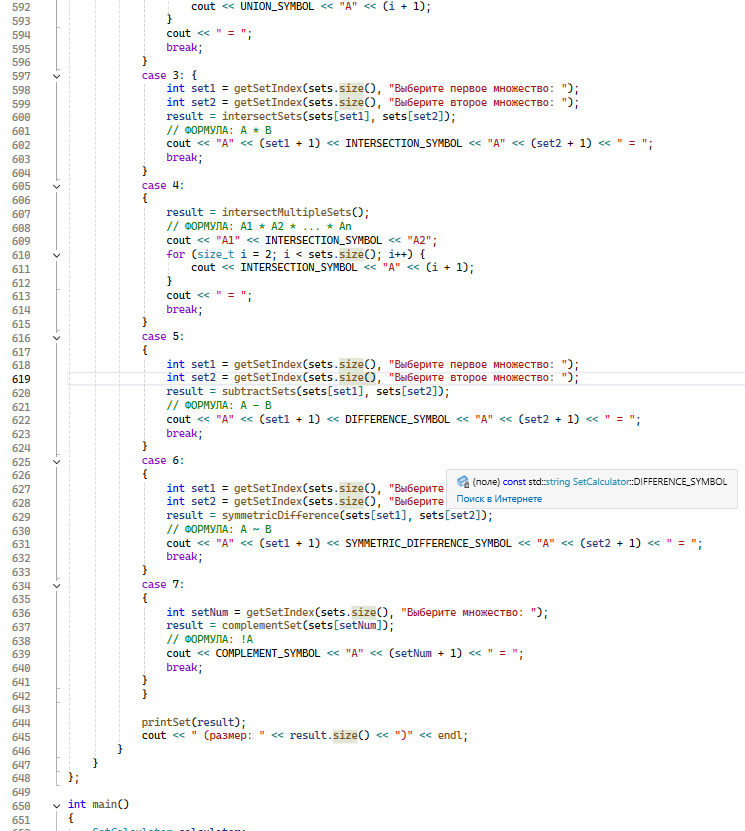 592 cout << UNION_SYMBOL << "A" << (i + 1);
593 }
594 cout << " = ";
595 break;
596 }
597 case 3: {
598 int set1 = getSetIndex(sets.size(), "Выберите первое множество: ");
599 int set2 = getSetIndex(sets.size(), "Выберите второе множество: ");
600 result = intersectSets(sets[set1], sets[set2]);
601 // ФОРМУЛА: A * B
602 cout << "A" << (set1 + 1) << INTERSECTION_SYMBOL << "A" << (set2 + 1) << " = ";
603 break;
604 }
605 case 4:
606 {
607 result = intersectMultipleSets();
608 // ФОРМУЛА: A1 * A2 * ... * An
609 cout << "A1" << INTERSECTION_SYMBOL << "A2";
610 for (size_t i = 2; i < sets.size(); i++) {
611 cout << INTERSECTION_SYMBOL << "A" << (i + 1);
612 }
613 cout << " = ";
614 break;
615 }
616 case 5:
617 {
618 int set1 = getSetIndex(sets.size(), "Выберите первое множество: ");
619 int set2 = getSetIndex(sets.size(), "Выберите второе множество: ");
620 result = subtractSets(sets[set1], sets[set2]);
621 // ФОРМУЛА: A - B
622 cout << "A" << (set1 + 1) << DIFFERENCE_SYMBOL << "A" << (set2 + 1) << " = ";
623 break;
624 }
625 case 6:
626 {
(поле) const std::string SetCalculator::DIFFERENCE_SYMBOL
Поиск в Интернете
627 int set1 = getSetIndex(sets.size(), "Выберите
628 int set2 = getSetIndex(sets.size(), "Выберите
629 result = symmetricDifference(sets[set1], sets[set2]);
630 // ФОРМУЛА: A ~ B
631 cout << "A" << (set1 + 1) << SYMMETRIC_DIFFERENCE_SYMBOL << "A" << (set2 + 1) << " = ";
632 break;
633 }
634 case 7:
635 {
636 int setNum = getSetIndex(sets.size(), "Выберите множество: ");
637 result = complementSet(sets[setNum]);
638 // ФОРМУЛА: !A
639 cout << COMPLEMENT_SYMBOL << "A" << (setNum + 1) << " = ";
640 break;
641 }
642 }
643
644 printSet(result);
645 cout << " (размер: " << result.size() << ")" << endl;
646 }
647 }
648 };
649
650 int main()
651 {